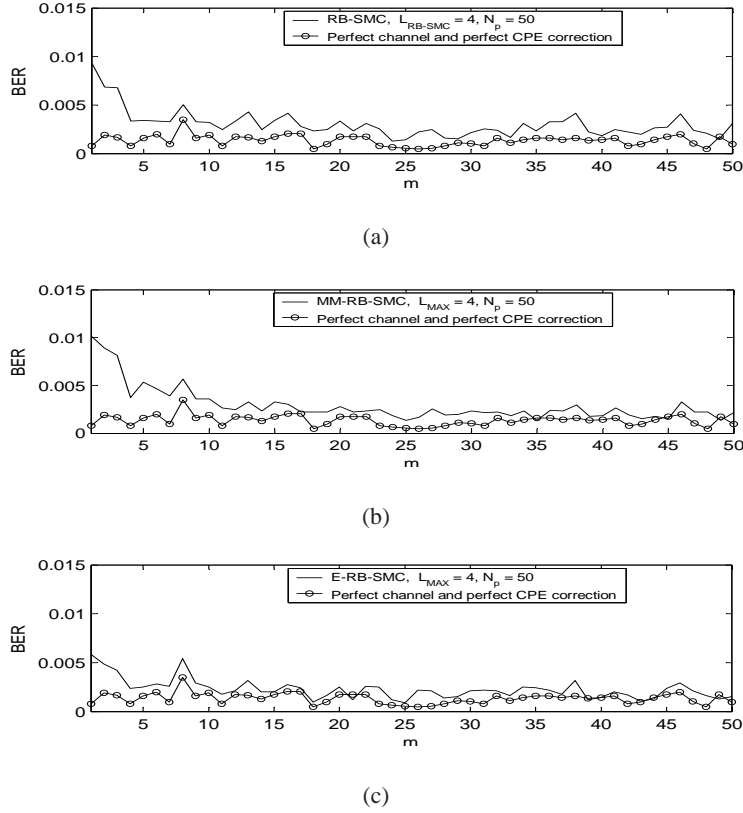 0.015
RB-SMC, L_RB-SMC = 4, N_p = 50
Perfect channel and perfect CPE correction
0.01
BER
0.005
0
5 10 15 20 25 30 35 40 45 50
m
(a)
0.015
MM-RB-SMC, L_MAX = 4, N_p = 50
Perfect channel and perfect CPE correction
0.01
BER
0.005
0
5 10 15 20 25 30 35 40 45 50
m
(b)
0.015
E-RB-SMC, L_MAX = 4, N_p = 50
Perfect channel and perfect CPE correction
0.01
BER
0.005
0
5 10 15 20 25 30 35 40 45 50
m
(c)